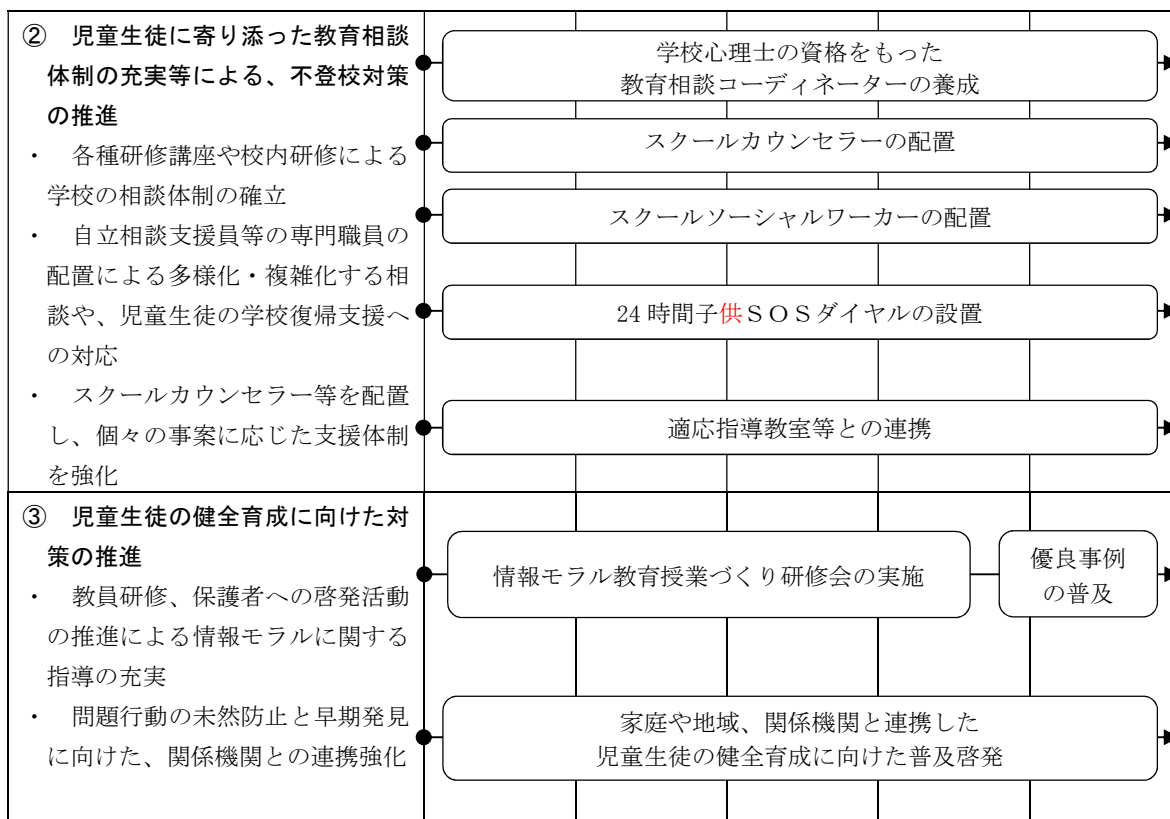 ② 児童生徒に寄り添った教育相談
体制の充実等による、不登校対策
の推進
・ 各種研修講座や校内研修による
学校の相談体制の確立
・ 自立相談支援員等の専門職員の
配置による多様化・複雑化する相
談や、児童生徒の学校復帰支援へ
の対応
・ スクールカウンセラー等を配置
し、個々の事案に応じた支援体制
を強化
学校心理士の資格をもった
教育相談コーディネーターの養成
スクールカウンセラーの配置
スクールソーシャルワーカーの配置
24 時間子供ＳＯＳダイヤルの設置
適応指導教室等との連携
③ 児童生徒の健全育成に向けた対
策の推進
・ 教員研修、保護者への啓発活動
の推進による情報モラルに関する
指導の充実
・ 問題行動の未然防止と早期発見
に向けた、関係機関との連携強化
情報モラル教育授業づくり研修会の実施
優良事例
の普及
家庭や地域、関係機関と連携した
児童生徒の健全育成に向けた普及啓発